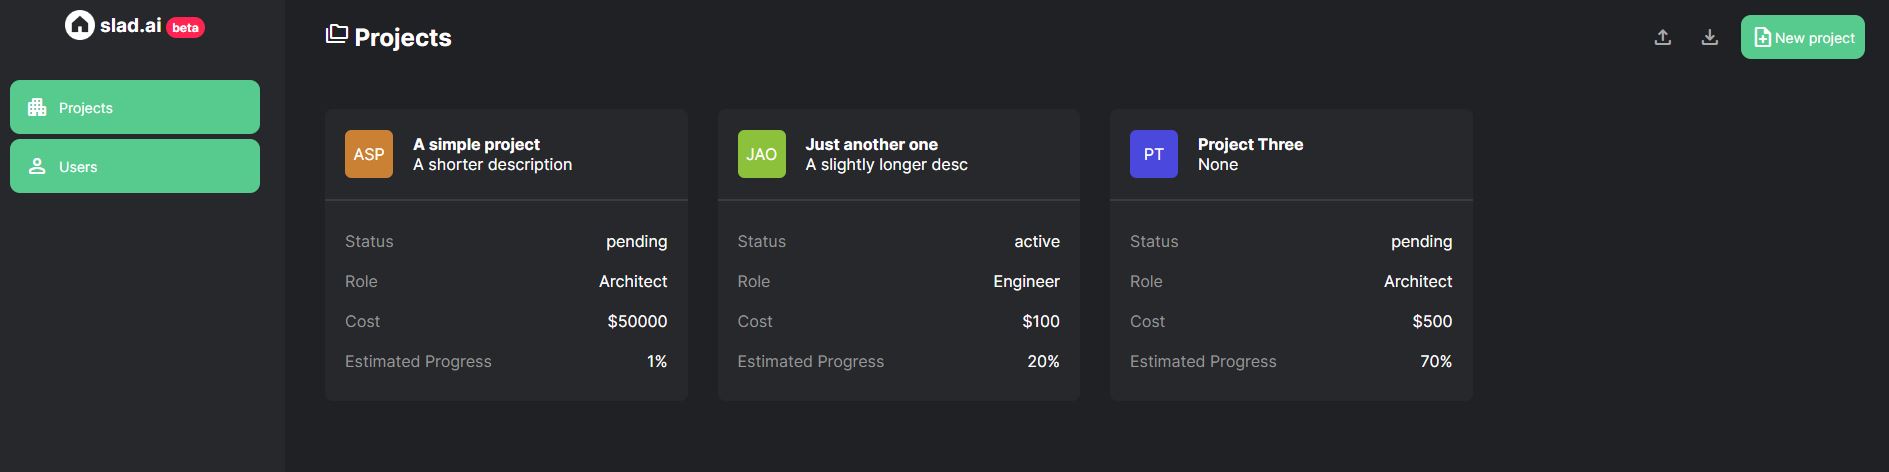 slad.ai beta
Projects
Users
Projects
New project
ASP
A simple project
A shorter description
Status pending
Role Architect
Cost $50000
Estimated Progress 1%
JAO
Just another one
A slightly longer desc
Status active
Role Engineer
Cost $100
Estimated Progress 20%
PT
Project Three
None
Status pending
Role Architect
Cost $500
Estimated Progress 70%